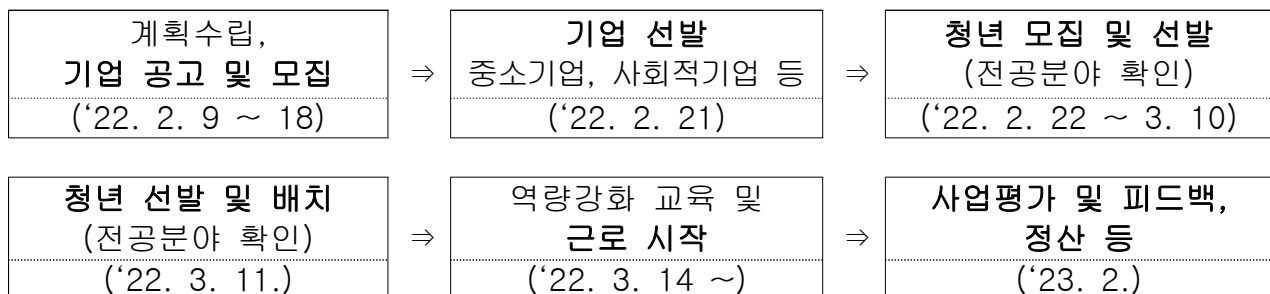 계획수립,
기업 공고 및 모집
(‘22. 2. 9 ~ 18)
⇒
기업 선발
중소기업, 사회적기업 등
(‘22. 2. 21)
⇒
청년 모집 및 선발
(전공분야 확인)
(‘22. 2. 22 ~ 3. 10)
청년 선발 및 배치
(전공분야 확인)
(‘22. 3. 11.)
⇒
역량강화 교육 및
근로 시작
(‘22. 3. 14 ~)
⇒
사업평가 및 피드백,
정산 등
(‘23. 2.)